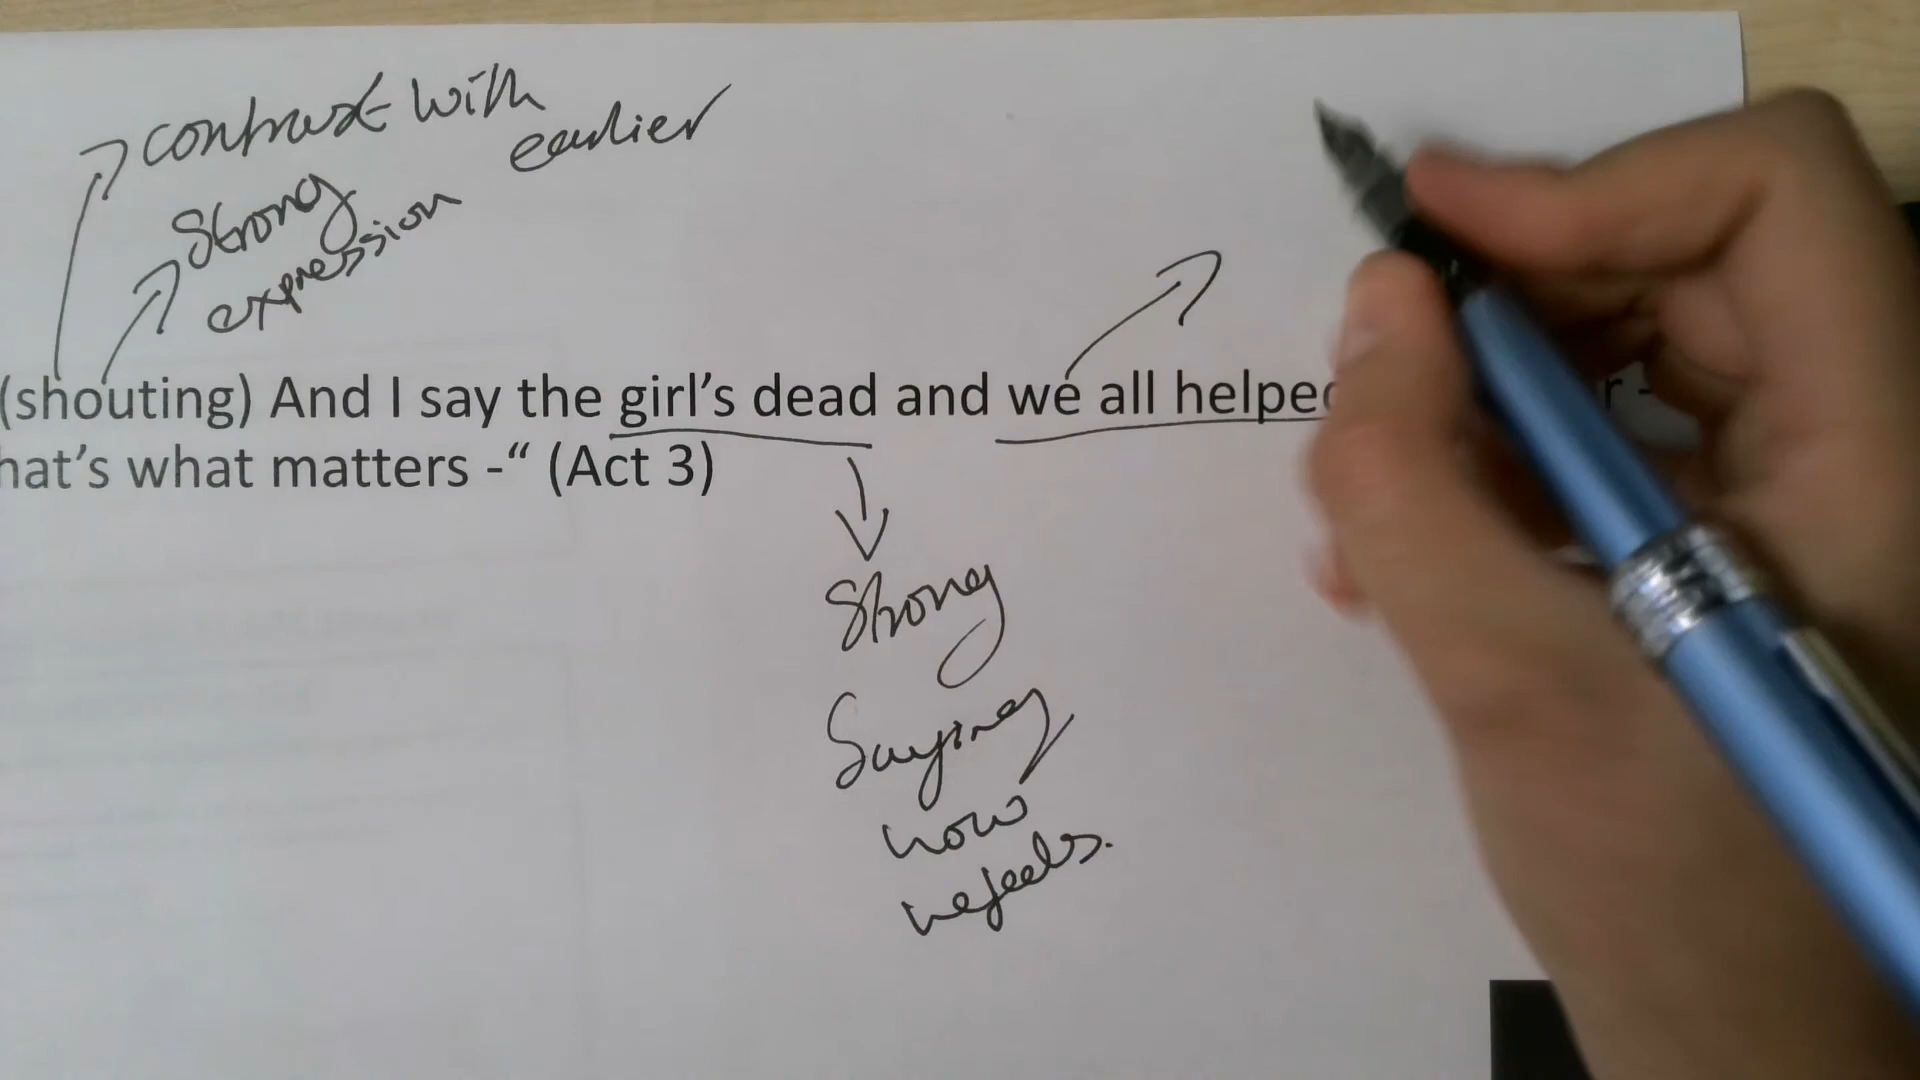 contrast with
earlier
Strong
expression
(shouting) And I say the girl's dead and we all helped r -
hat's what matters -“ (Act 3)
Strong
Saying
how
he feels.